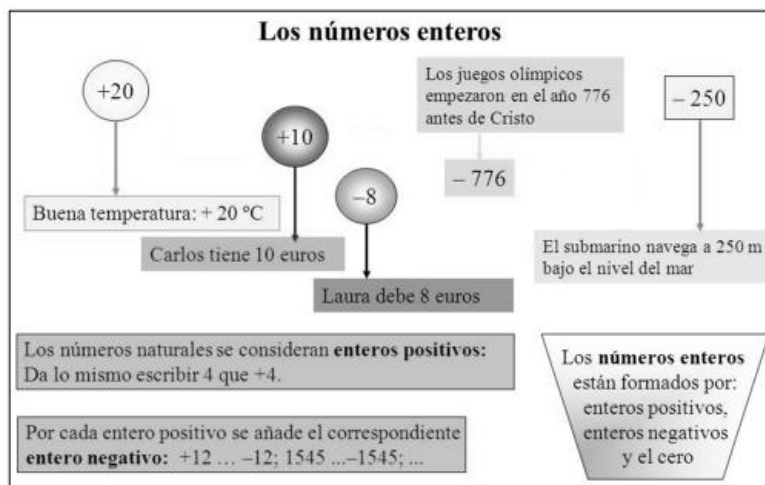 Los números enteros
+20
Buena temperatura: + 20 ºC
+10
Carlos tiene 10 euros
–8
Laura debe 8 euros
Los juegos olímpicos
empezaron en el año 776
antes de Cristo
– 776
– 250
El submarino navega a 250 m
bajo el nivel del mar
Los números naturales se consideran enteros positivos:
Da lo mismo escribir 4 que +4.
Por cada entero positivo se añade el correspondiente
entero negativo: +12 … –12; 1545 ...–1545; ...
Los números enteros
están formados por:
enteros positivos,
enteros negativos
y el cero